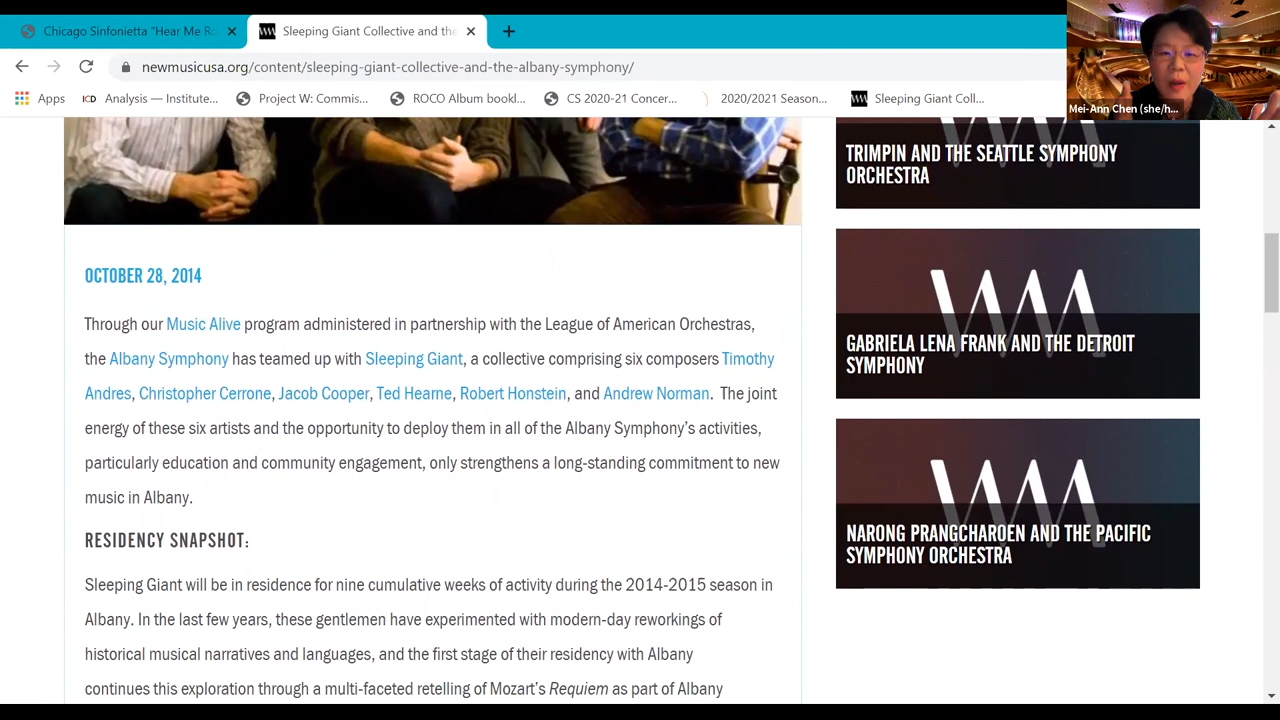 Chicago Sinfonietta "Hear Me Ro
Sleeping Giant Collective and the
newmusicusa.org/content/sleeping-giant-collective-and-the-albany-symphony/
Apps
ICD Analysis — Institute...
Project W: Commis...
ROCO Album bookl...
CS 2020-21 Concer...
2020/2021 Season...
Sleeping Giant Coll...
Mei-Ann Chen (she/h...
OCTOBER 28, 2014
Through our Music Alive program administered in partnership with the League of American Orchestras,
the Albany Symphony has teamed up with Sleeping Giant, a collective comprising six composers Timothy
Andres, Christopher Cerrone, Jacob Cooper, Ted Hearne, Robert Honstein, and Andrew Norman. The joint
energy of these six artists and the opportunity to deploy them in all of the Albany Symphony's activities,
particularly education and community engagement, only strengthens a long-standing commitment to new
music in Albany.
RESIDENCY SNAPSHOT:
Sleeping Giant will be in residence for nine cumulative weeks of activity during the 2014-2015 season in
Albany. In the last few years, these gentlemen have experimented with modern-day reworkings of
historical musical narratives and languages, and the first stage of their residency with Albany
continues this exploration through a multi-faceted retelling of Mozart's Requiem as part of Albany
TRIMPIN AND THE SEATTLE SYMPHONY
ORCHESTRA
GABRIELA LENA FRANK AND THE DETROIT
SYMPHONY
NARONG PRANGCHAROEN AND THE PACIFIC
SYMPHONY ORCHESTRA